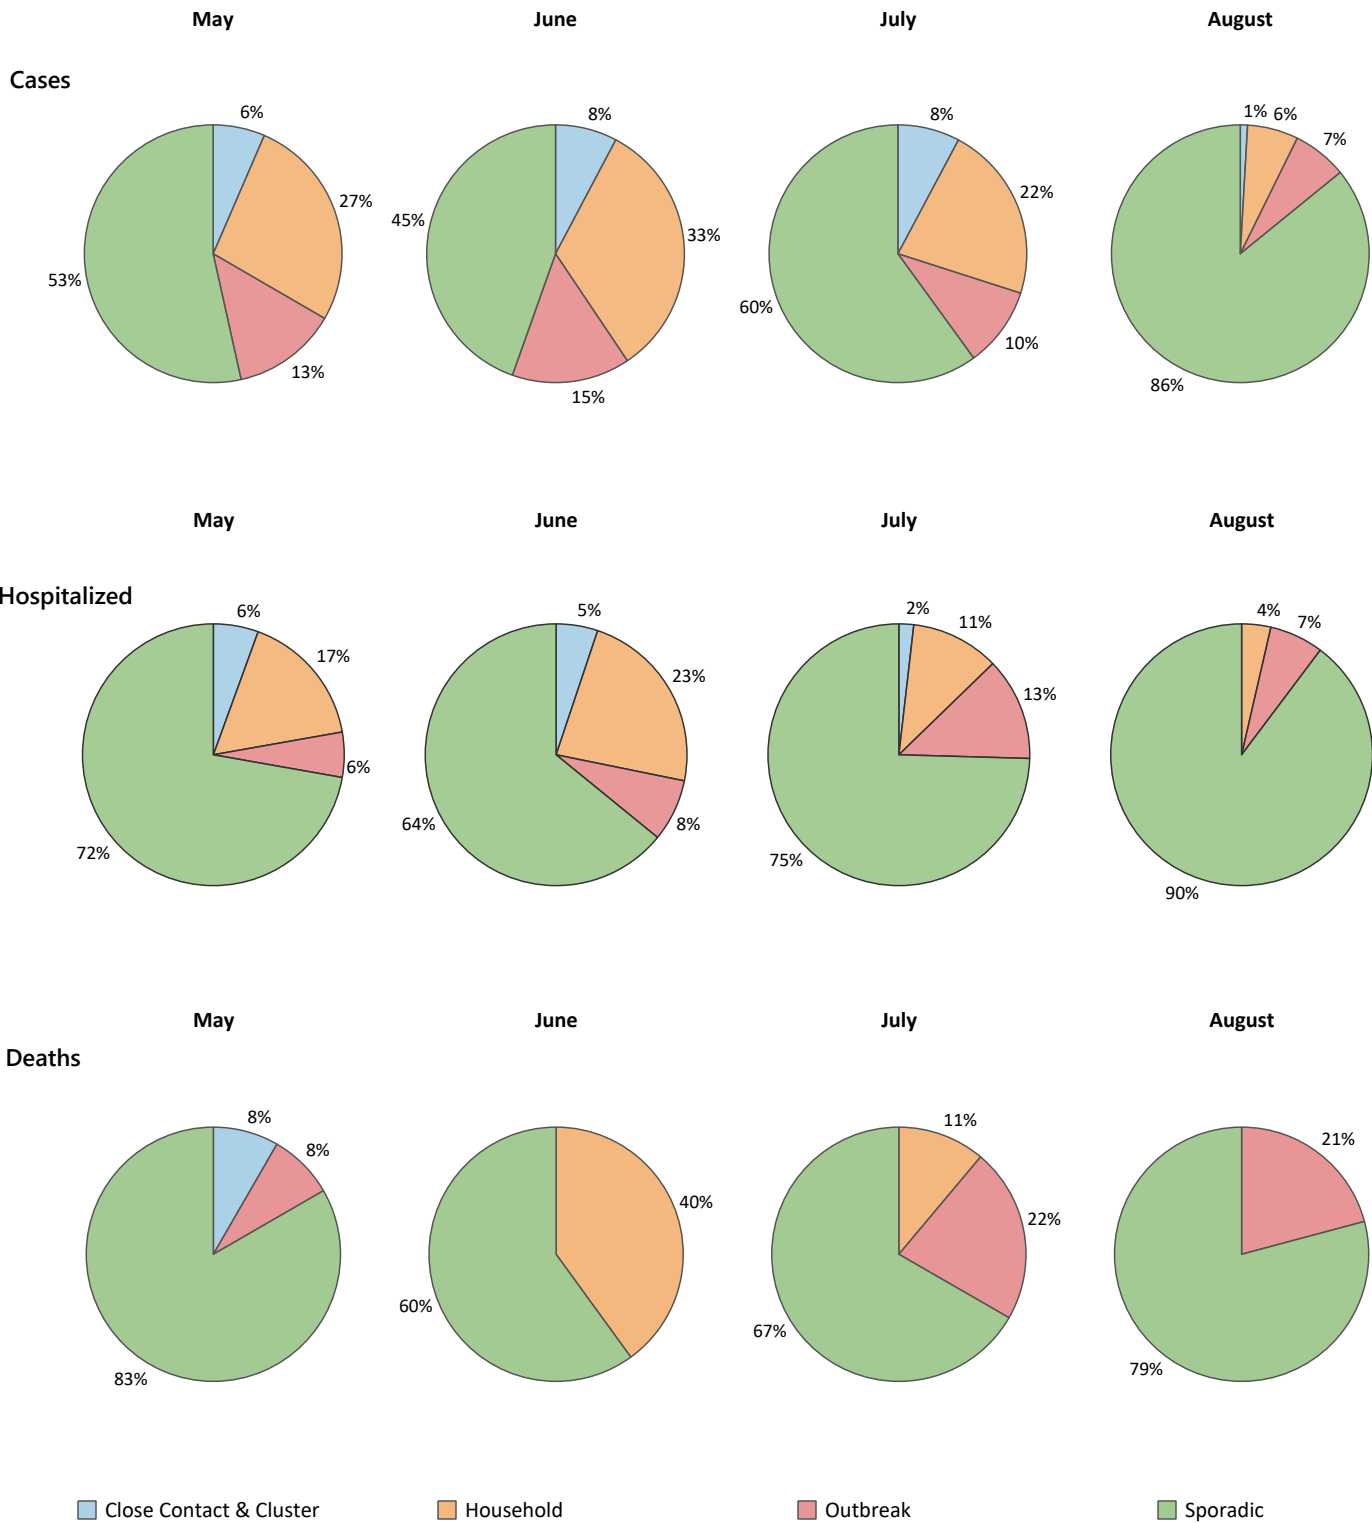 May June July August
Cases
6% 8% 8% 1% 6%
7%
27% 22%
45% 33%
53% 60%
13% 15% 10% 86%
May June July August
Hospitalized
6% 5% 2% 11% 4% 7%
17% 23% 13%
6%
72% 64% 8% 75% 90%
May June July August
Deaths
8% 8% 11% 21%
40% 22%
60% 67%
83% 79%
Close Contact & Cluster Household Outbreak Sporadic